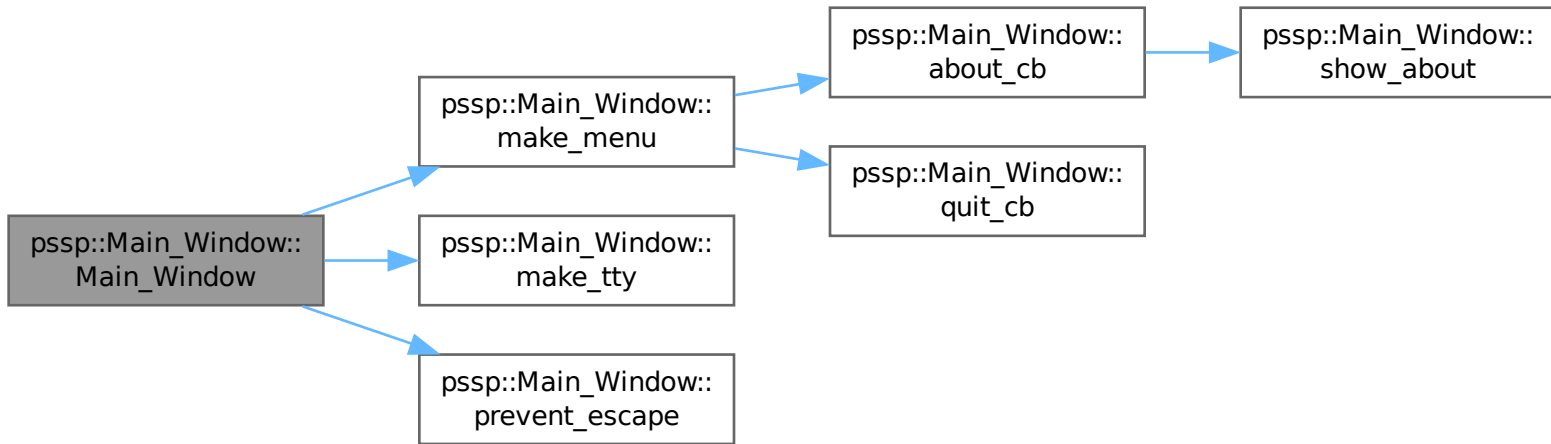 pssp::Main_Window::
Main_Window
pssp::Main_Window::
make_menu
pssp::Main_Window::
make_tty
pssp::Main_Window::
prevent_escape
pssp::Main_Window::
about_cb
pssp::Main_Window::
quit_cb
pssp::Main_Window::
show_about